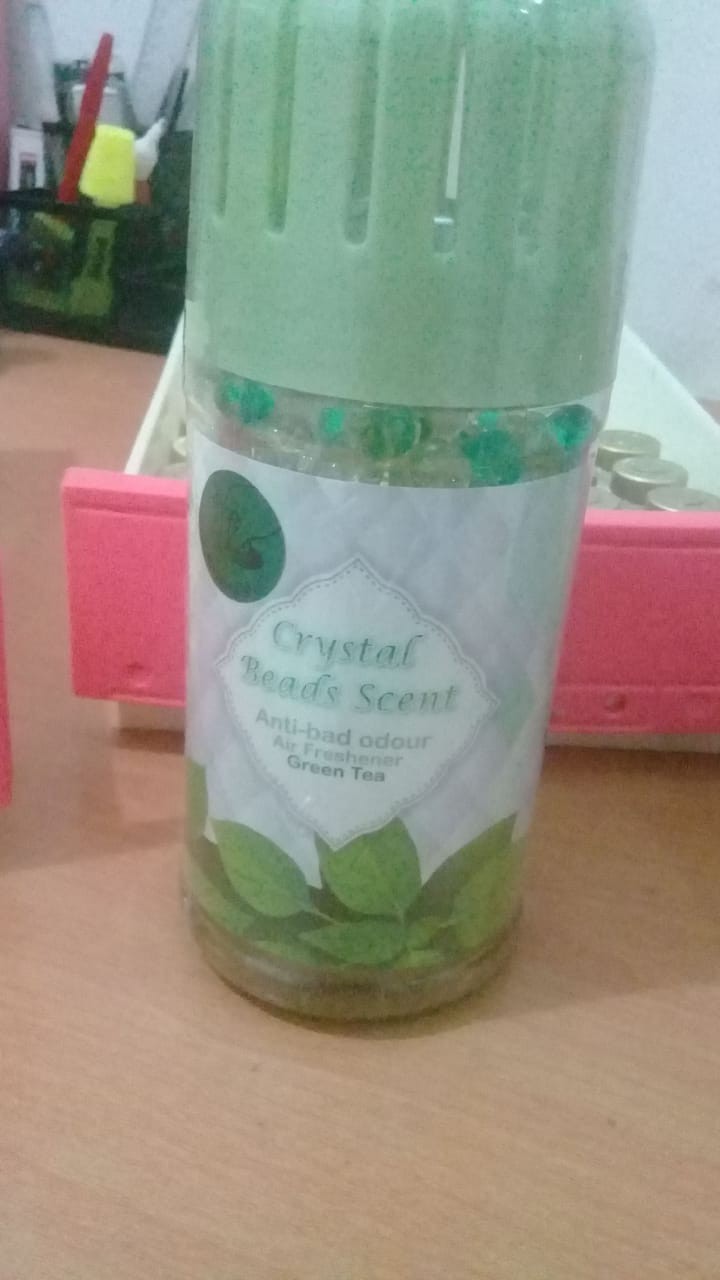 Crystal
Beads Scent
Anti-bad odour
Air Freshener
Green Tea